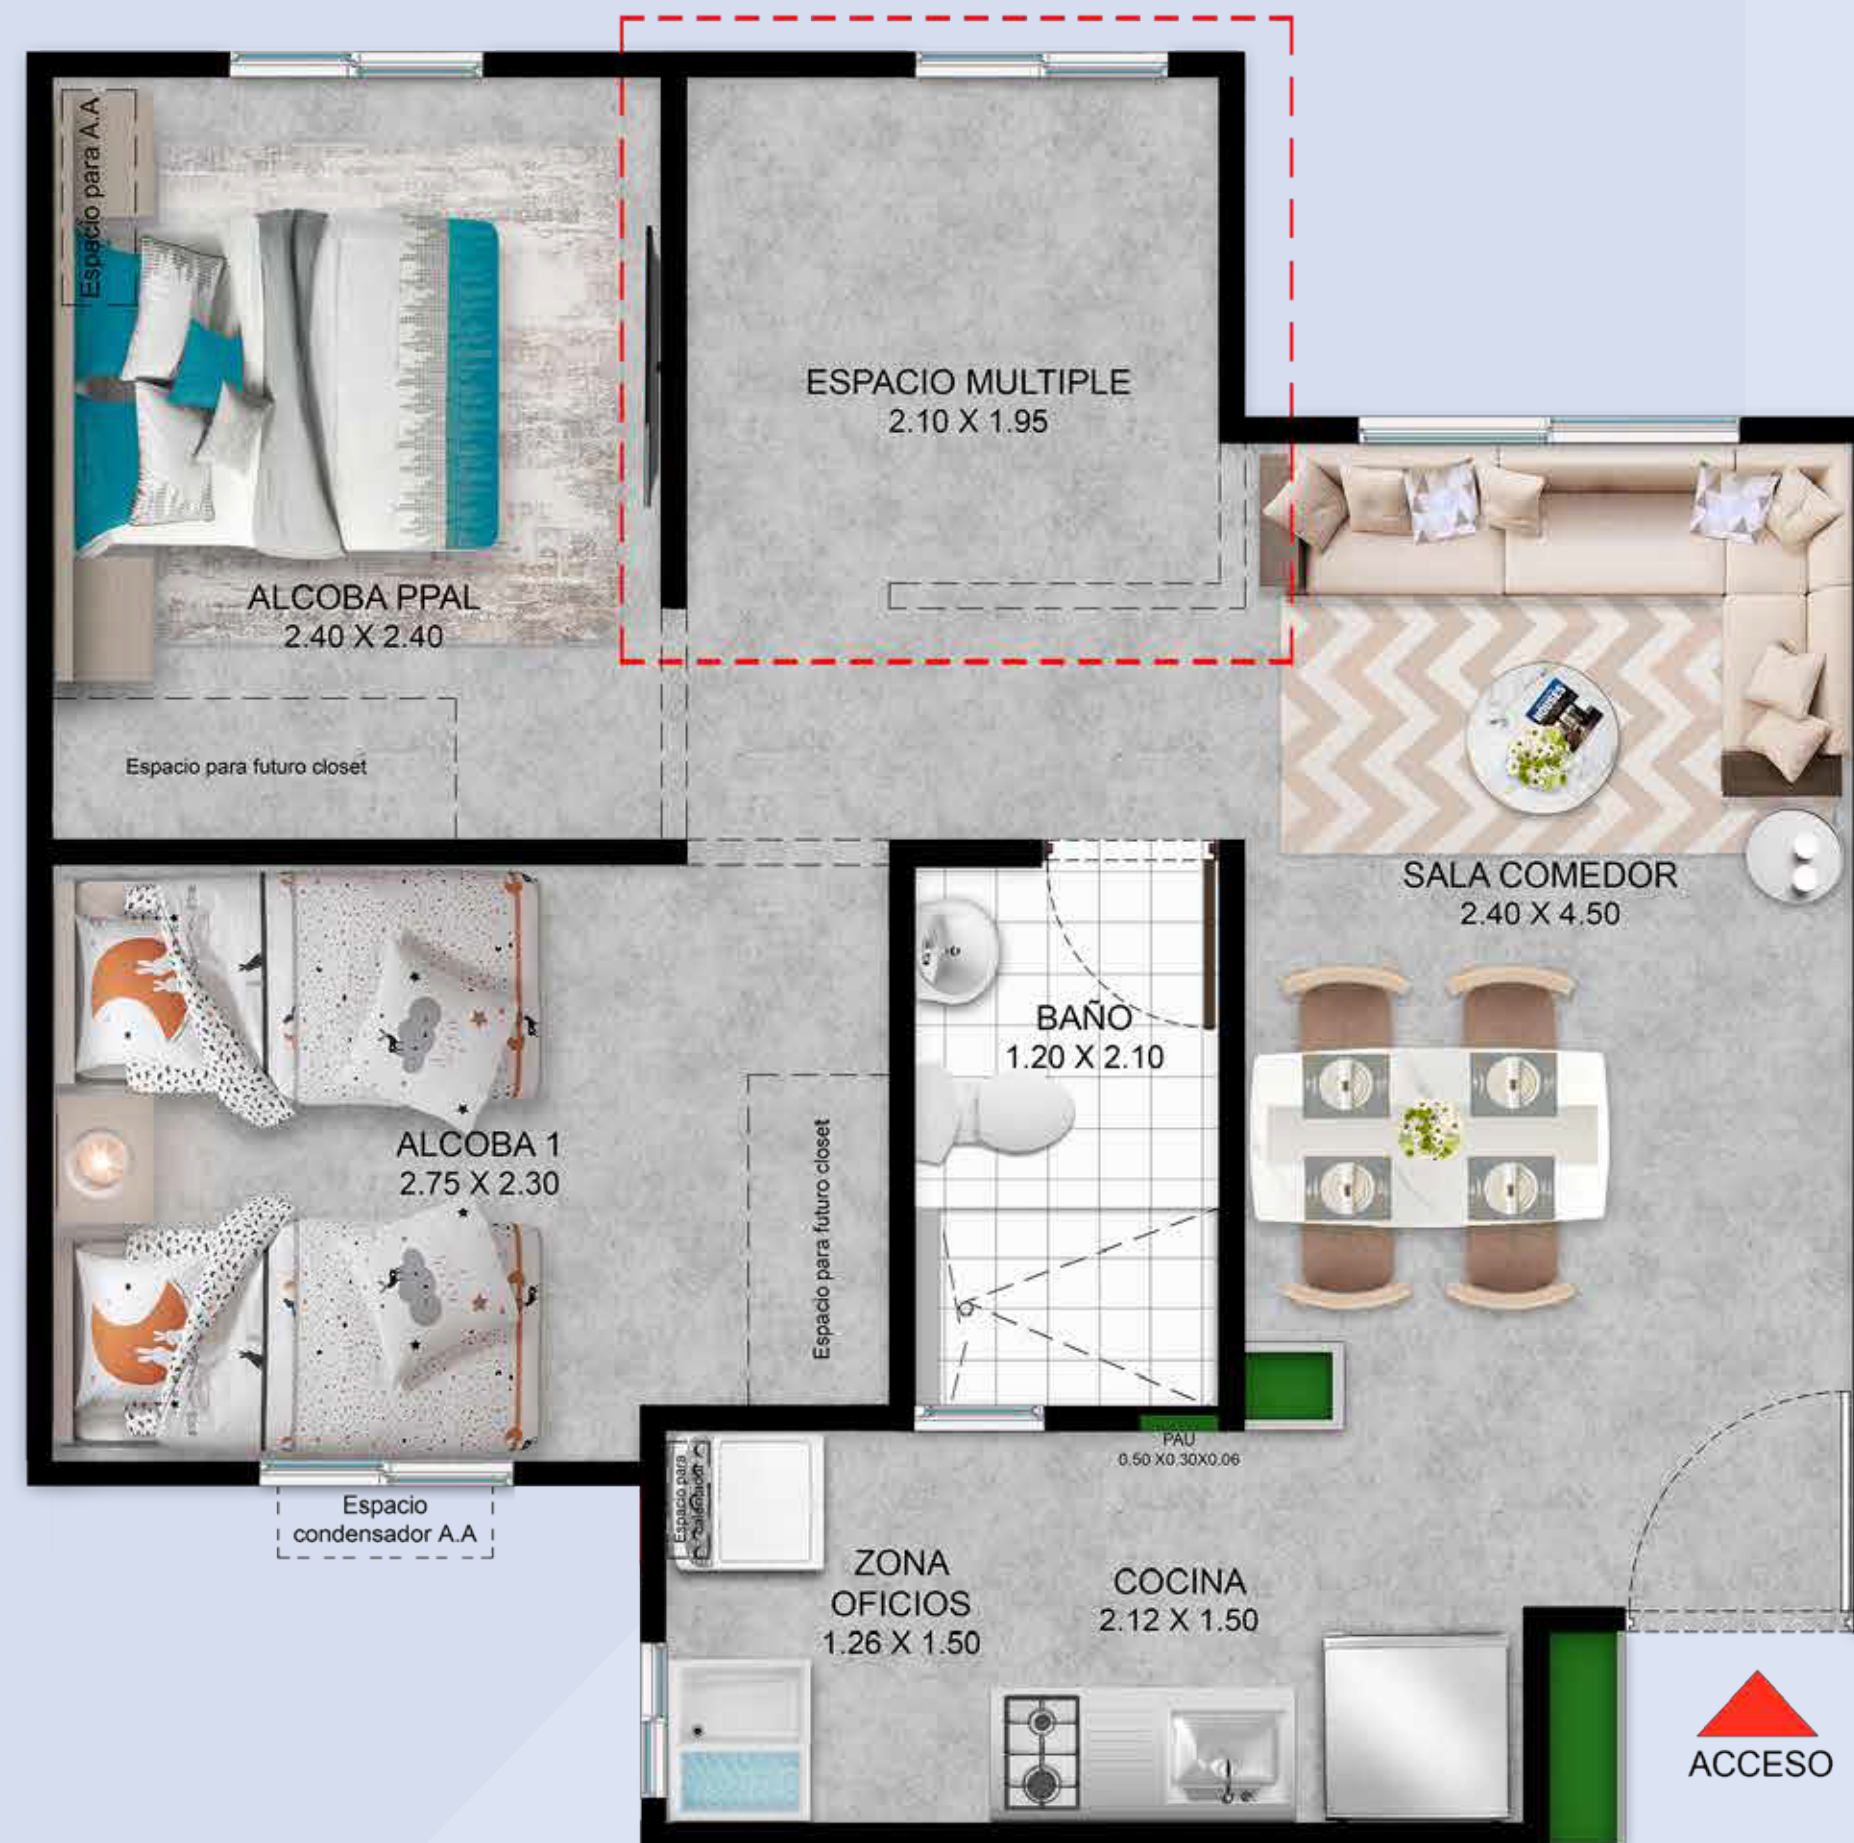 Espacio para A.A
ESPACIO MULTIPLE
2.10 X 1.95
ALCOBA PPAL
2.40 X 2.40
Espacio para futuro closet
SALA COMEDOR
2.40 X 4.50
BAÑO
1.20 X 2.10
ALCOBA 1
2.75 X 2.30
Espacio para futuro closet
PAU
0.50 X0.30X0.06
Espacio
condensador A.A
Espacio para
calentador
ZONA
OFICIOS
1.26 X 1.50
COCINA
2.12 X 1.50
ACCESO